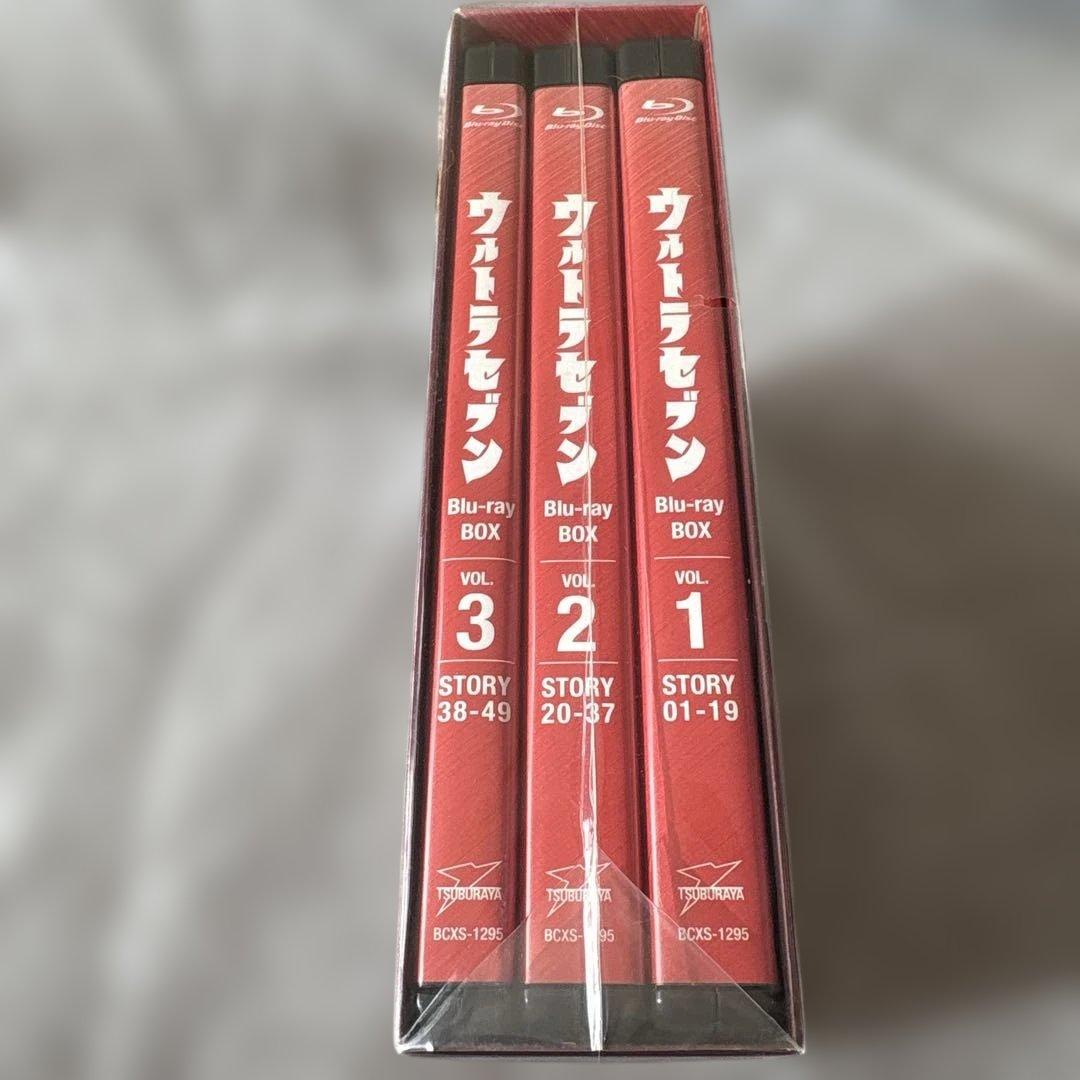 Blu-ray Disc
ウルトラセブン
Blu-ray
BOX
VOL.
3
STORY
38-49
TSUBURAYA
BCXS-1295
Blu-ray Disc
ウルトラセブン
Blu-ray
BOX
VOL.
2
STORY
20-37
TSUBURAYA
BCXS-1295
Blu-ray Disc
ウルトラセブン
Blu-ray
BOX
VOL.
1
STORY
01-19
TSUBURAYA
BCXS-1295